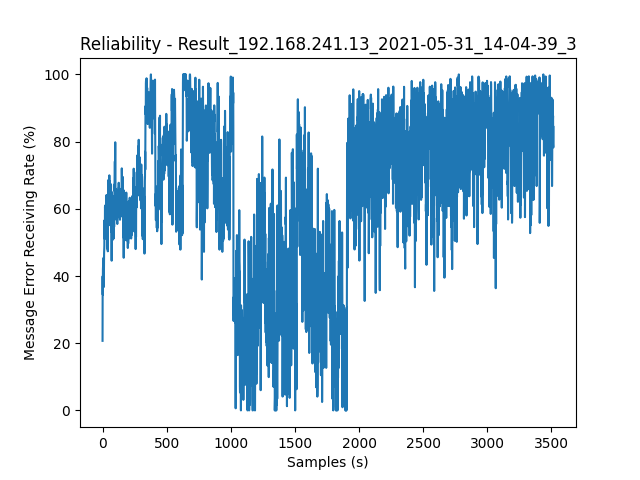 Reliability - Result_192.168.241.13_2021-05-31_14-04-39_3
Message Error Receiving Rate (%)
100
80
60
40
20
0
0 500 1000 1500 2000 2500 3000 3500
Samples (s)